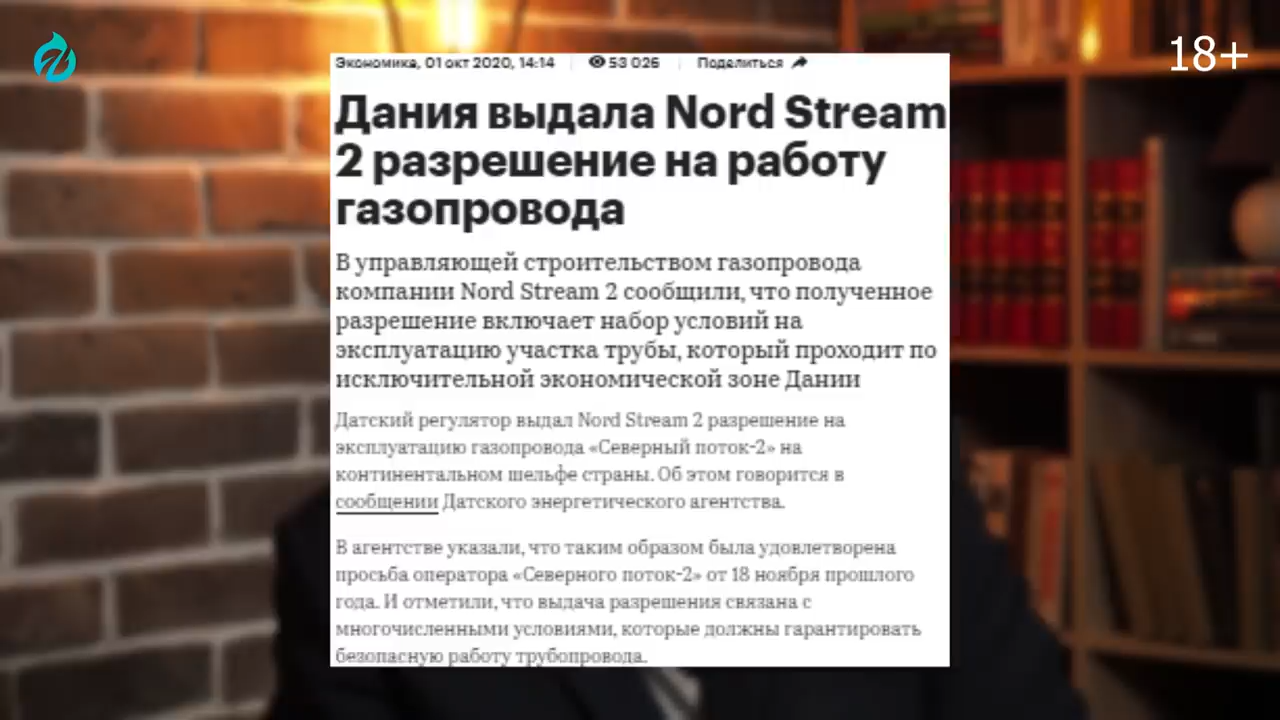 18+
Экономика, 01 окт 2020, 14:14 53 026 Поделиться
Дания выдала Nord Stream
2 разрешение на работу
газопровода
В управляющей строительством газопровода
компании Nord Stream 2 сообщили, что полученное
разрешение включает набор условий на
эксплуатацию участка трубы, который проходит по
исключительной экономической зоне Дании
Датский регулятор выдал Nord Stream 2 разрешение на
эксплуатацию газопровода «Северный поток-2» на
континентальном шельфе страны. Об этом говорится в
сообщении Датского энергетического агентства.
В агентстве указали, что таким образом была удовлетворена
просьба оператора «Северного потока-2» от 18 ноября прошлого
года. И отметили, что выдача разрешения связана с
многочисленными условиями, которые должны гарантировать
безопасную работу трубопровода.